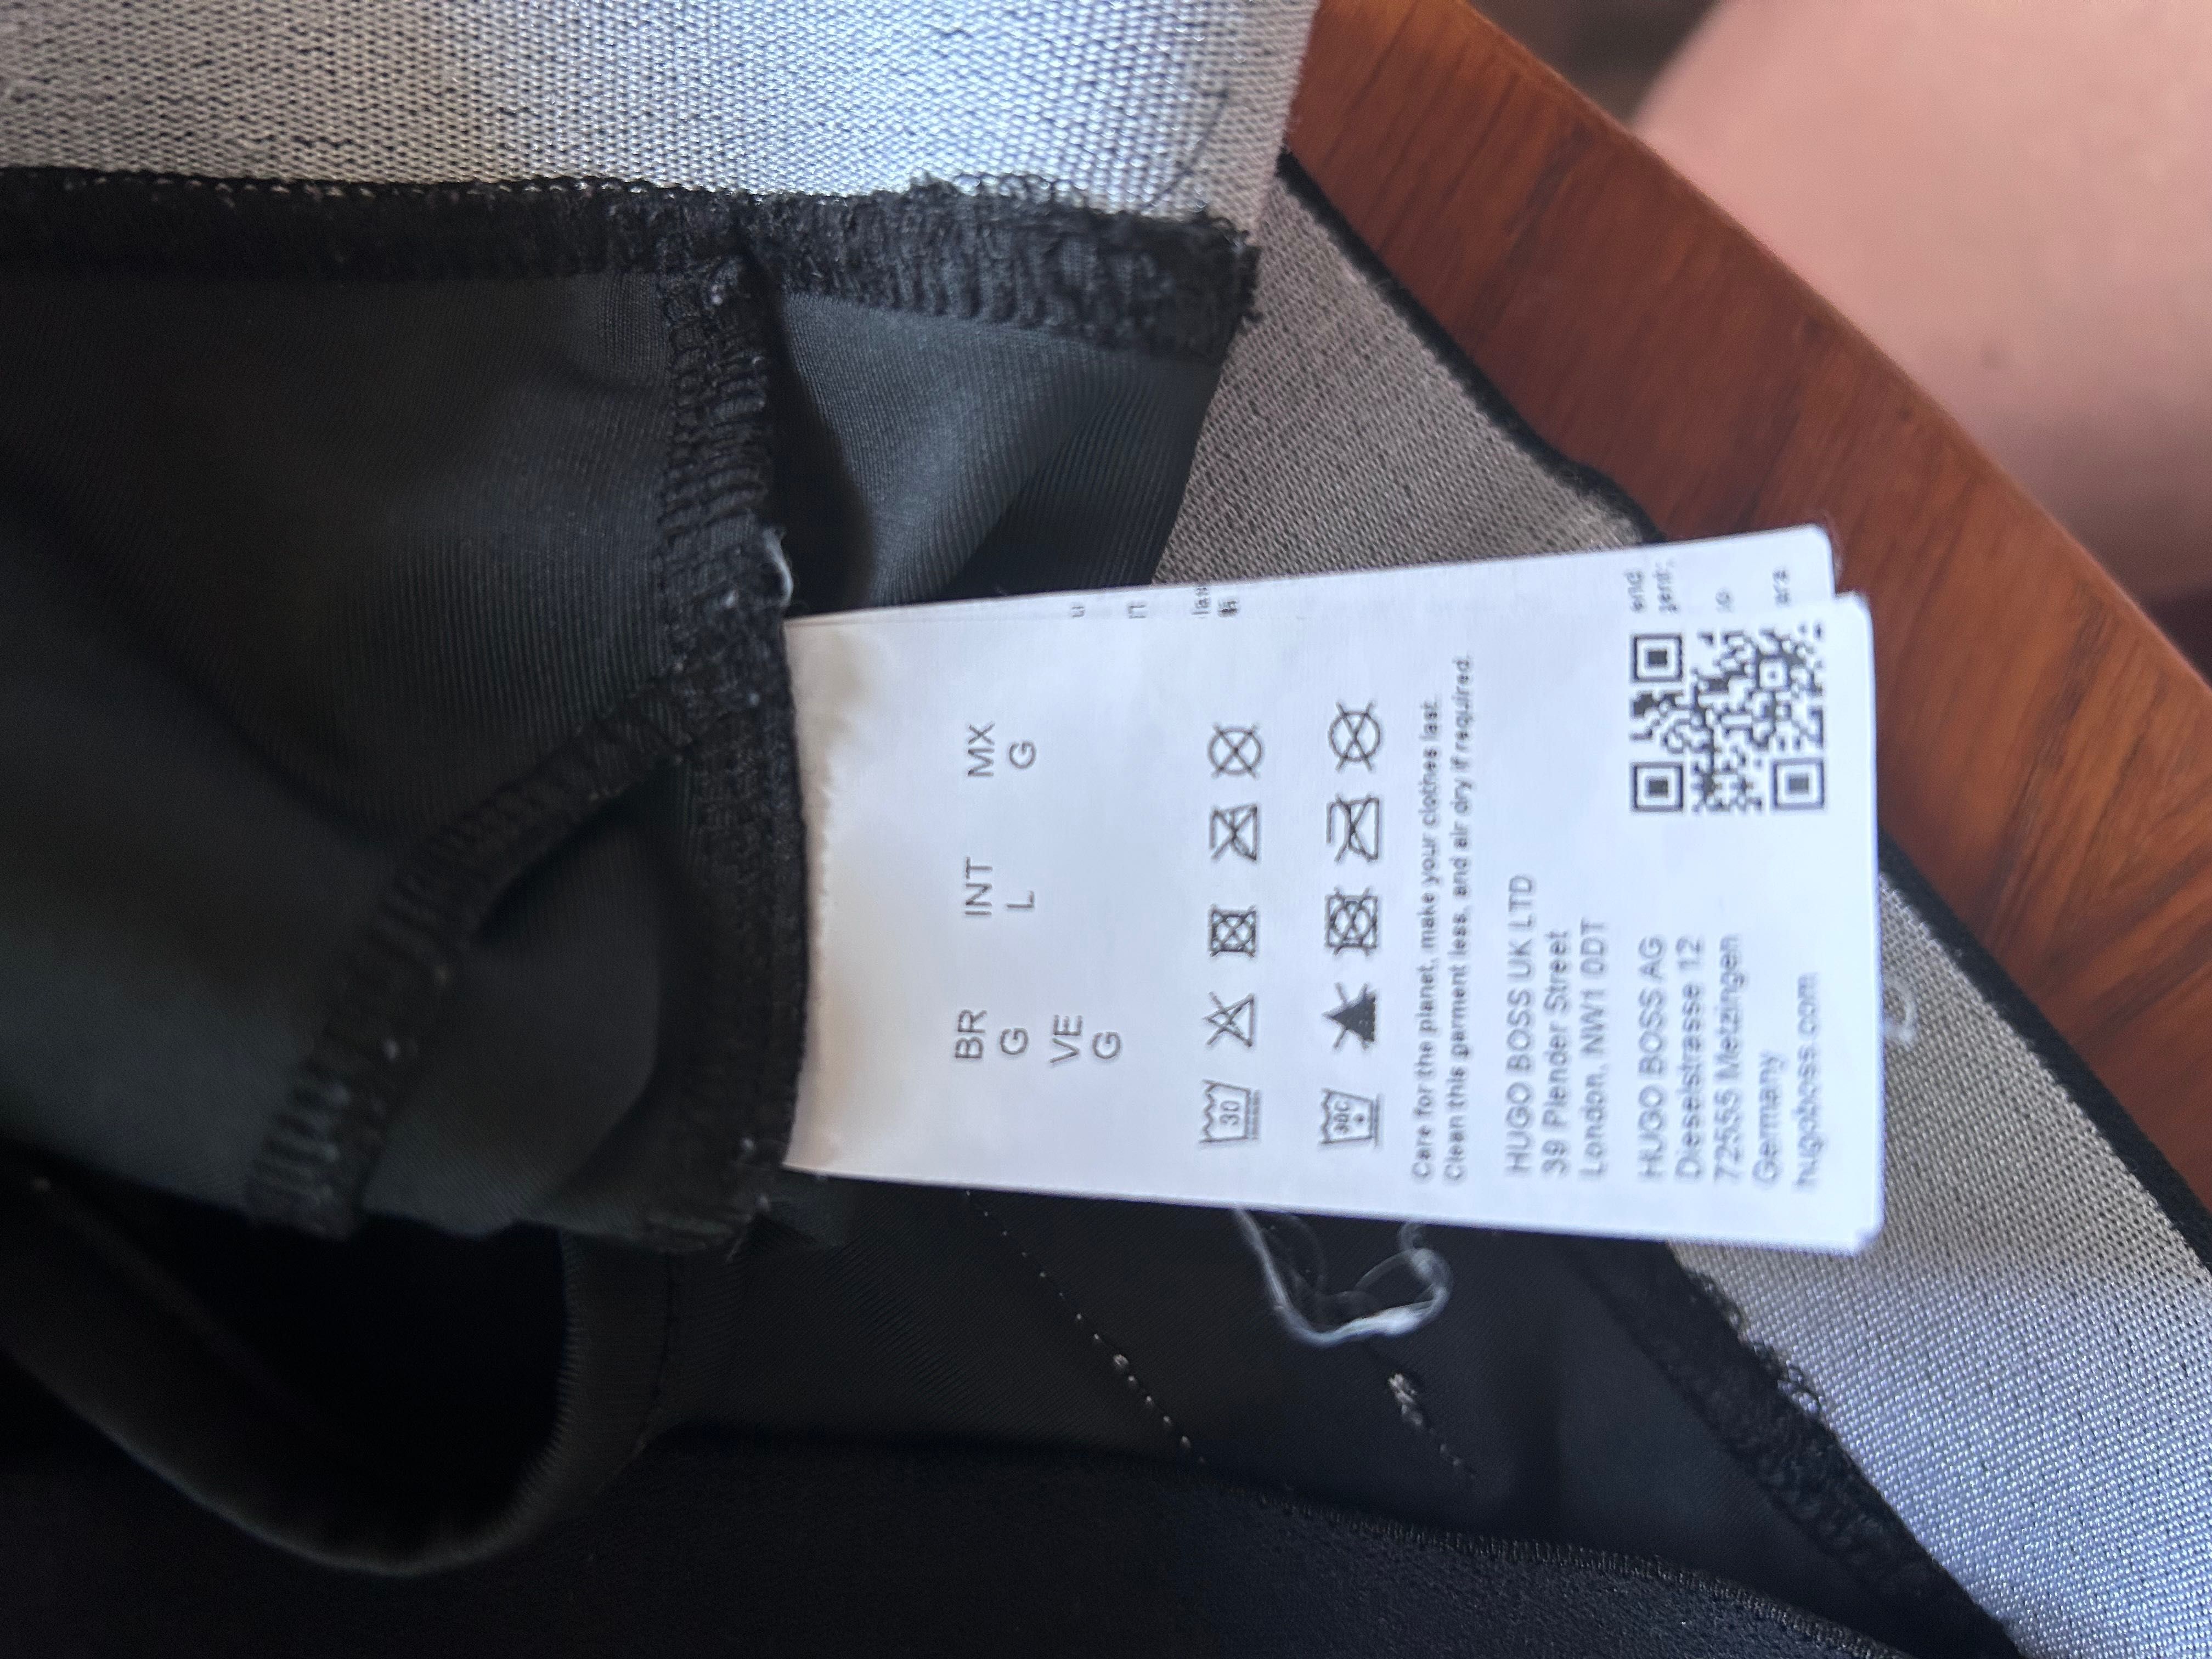 BR INT MX
G L G
VE
G
30
30C
Care for the planet, make your clothes last.
Clean this garment less, and air dry if required.
HUGO BOSS UK LTD
39 Plender Street
London, NW1 0DT
HUGO BOSS AG
Dieselstrasse 12
72555 Metzingen
Germany
hugoboss.com